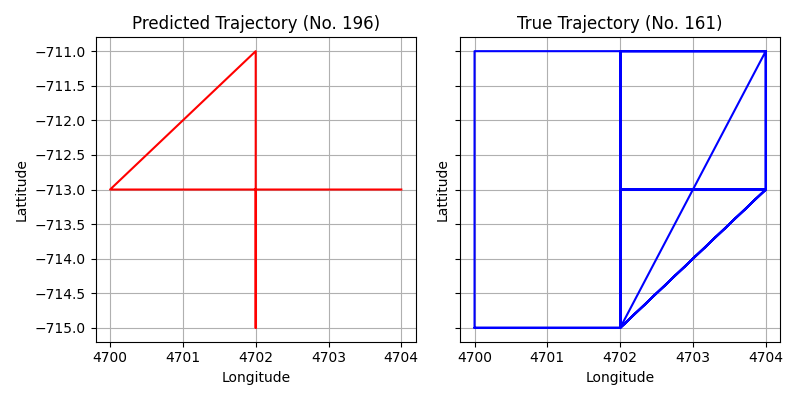 Predicted Trajectory (No. 196)
True Trajectory (No. 161)
Lattitude
−711.0
−711.5
−712.0
−712.5
−713.0
−713.5
−714.0
−714.5
−715.0
4700 4701 4702 4703 4704
Longitude
Lattitude
4700 4701 4702 4703 4704
Longitude